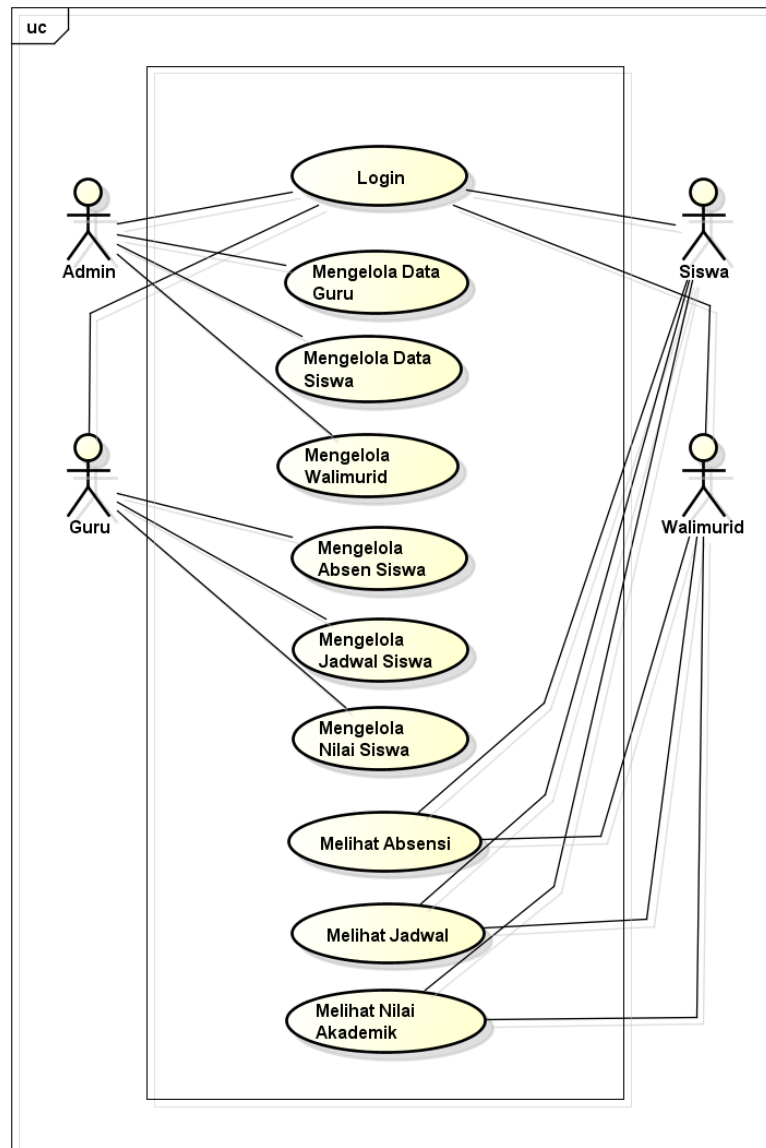 uc
Login
Admin
Siswa
Mengelola Data
Guru
Mengelola Data
Siswa
Mengelola
Walimurid
Guru
Walimurid
Mengelola
Absen Siswa
Mengelola
Jadwal Siswa
Mengelola
Nilai Siswa
Melihat Absensi
Melihat Jadwal
Melihat Nilai
Akademik